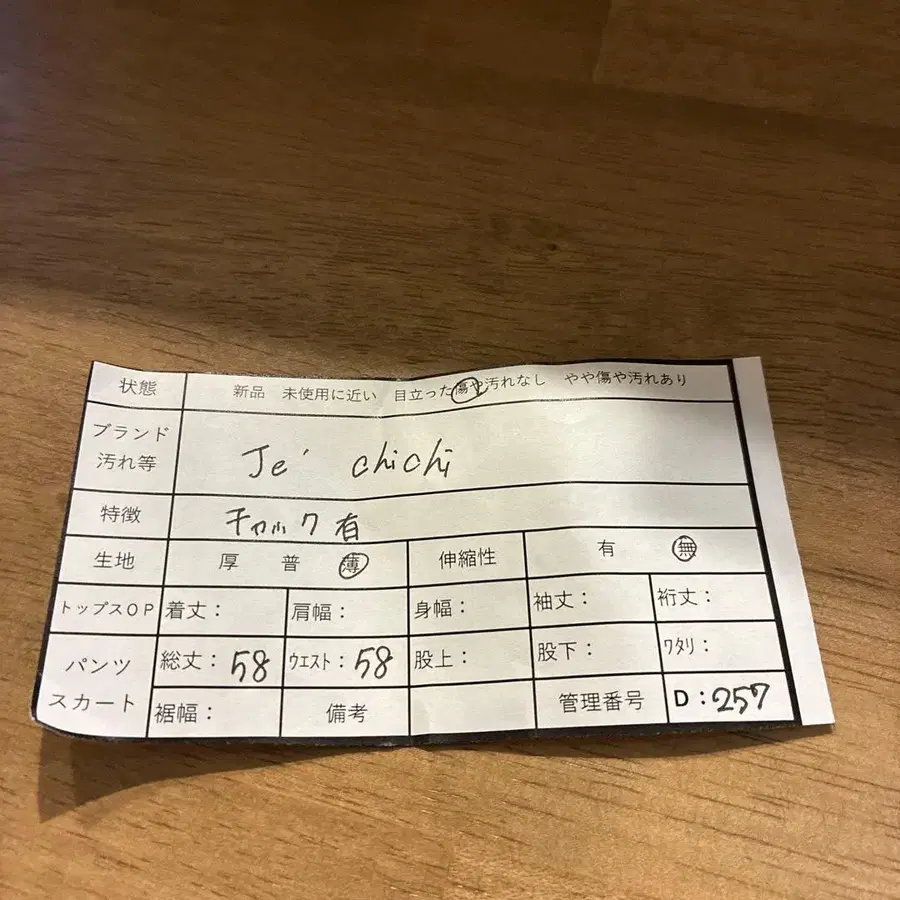 状態 新品 未使用に近い 目立った傷や汚れなし やや傷や汚れあり
ブランド
汚れ等 Je' chichi
特徴 チャック有
生地 厚 普 薄 伸縮性 有 無
トップスOP 着丈： 肩幅： 身幅： 袖丈： 裄丈：
パンツ
スカート
総丈：58 ウエスト：58 股上： 股下： ワタリ：
裾幅： 備考 管理番号 D：257